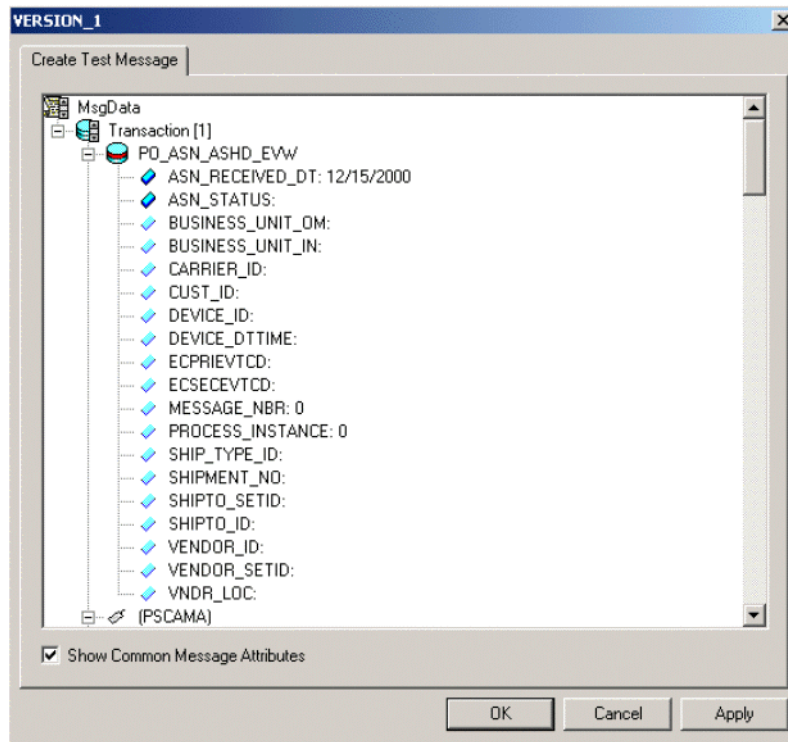 VERSION_1
Create Test Message
MsgData
Transaction [1]
PO_ASN_ASHD_EVW
ASN_RECEIVED_DT: 12/15/2000
ASN_STATUS:
BUSINESS_UNIT_OM:
BUSINESS_UNIT_IN:
CARRIER_ID:
CUST_ID:
DEVICE_ID:
DEVICE_DTTIME:
ECPRIEVTCD:
ECSECEVTCD:
MESSAGE_NBR: 0
PROCESS_INSTANCE: 0
SHIP_TYPE_ID:
SHIPMENT_NO:
SHIPTO_SETID:
SHIPTO_ID:
VENDOR_ID:
VENDOR_SETID:
VNDR_LOC:
(PSCAMA)
Show Common Message Attributes
OK Cancel Apply